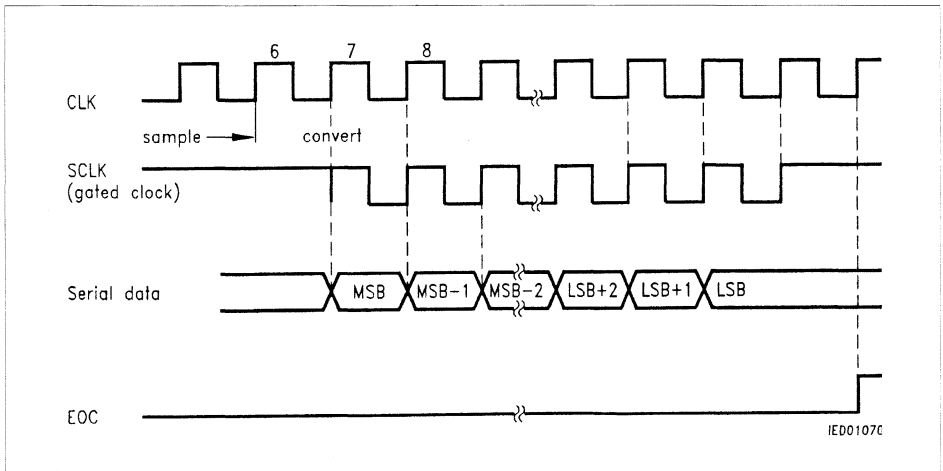 6 7 8
CLK
sample convert
SCLK
(gated clock)
Serial data MSB MSB-1 MSB-2 LSB+2 LSB+1 LSB
EOC
IED01070